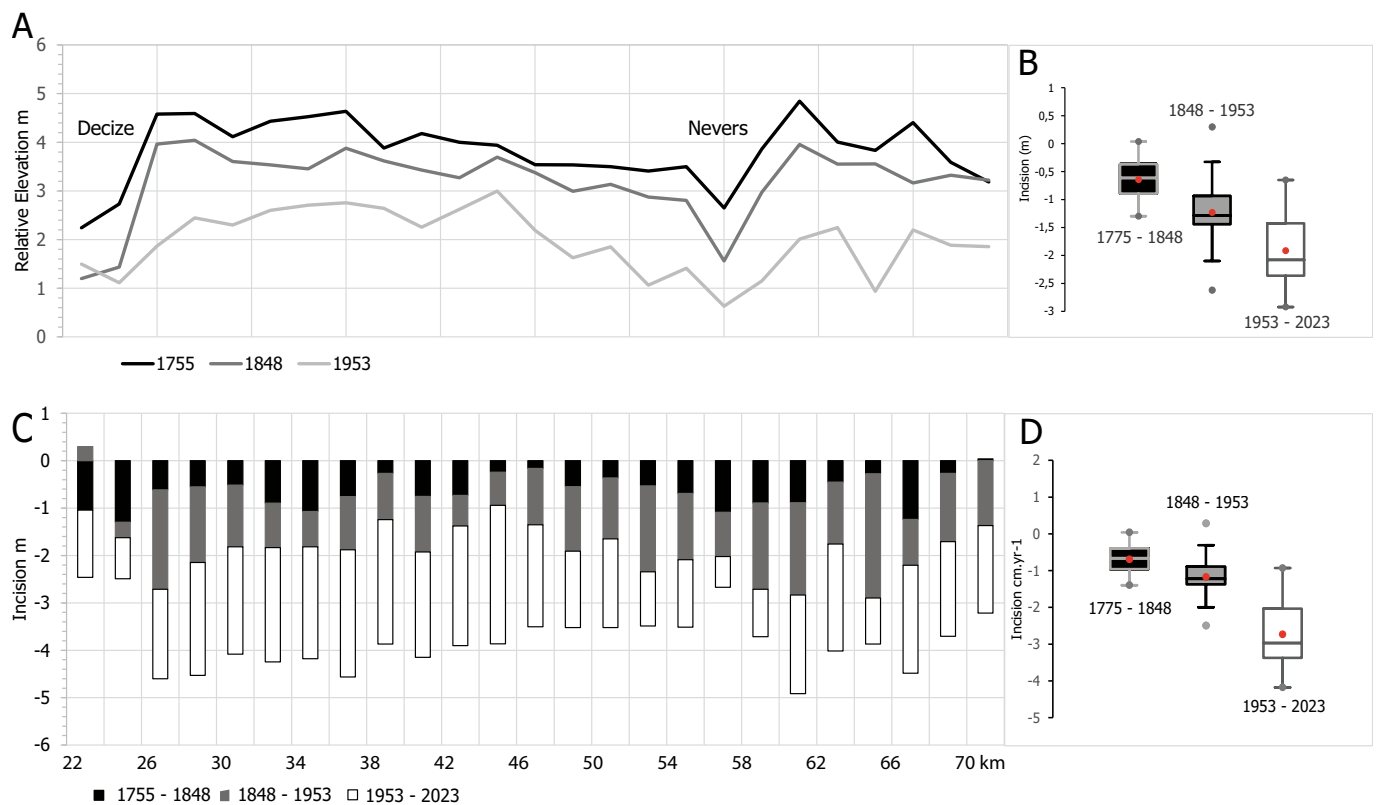 A
Relative Elevation m
6
5
4
3
2
1
0
Decize
Nevers
1755
1848
1953
B
Incision (m)
1
0,5
0
-0,5
-1
-1,5
-2
-2,5
-3
1848 - 1953
1775 - 1848
1953 - 2023
C
Incision m
1
0
-1
-2
-3
-4
-5
-6
22 26 30 34 38 42 46 50 54 58 62 66 70 km
1755 - 1848 1848 - 1953 1953 - 2023
D
Incision cm.yr-1
2
1
0
-1
-2
-3
-4
-5
1848 - 1953
1775 - 1848
1953 - 2023